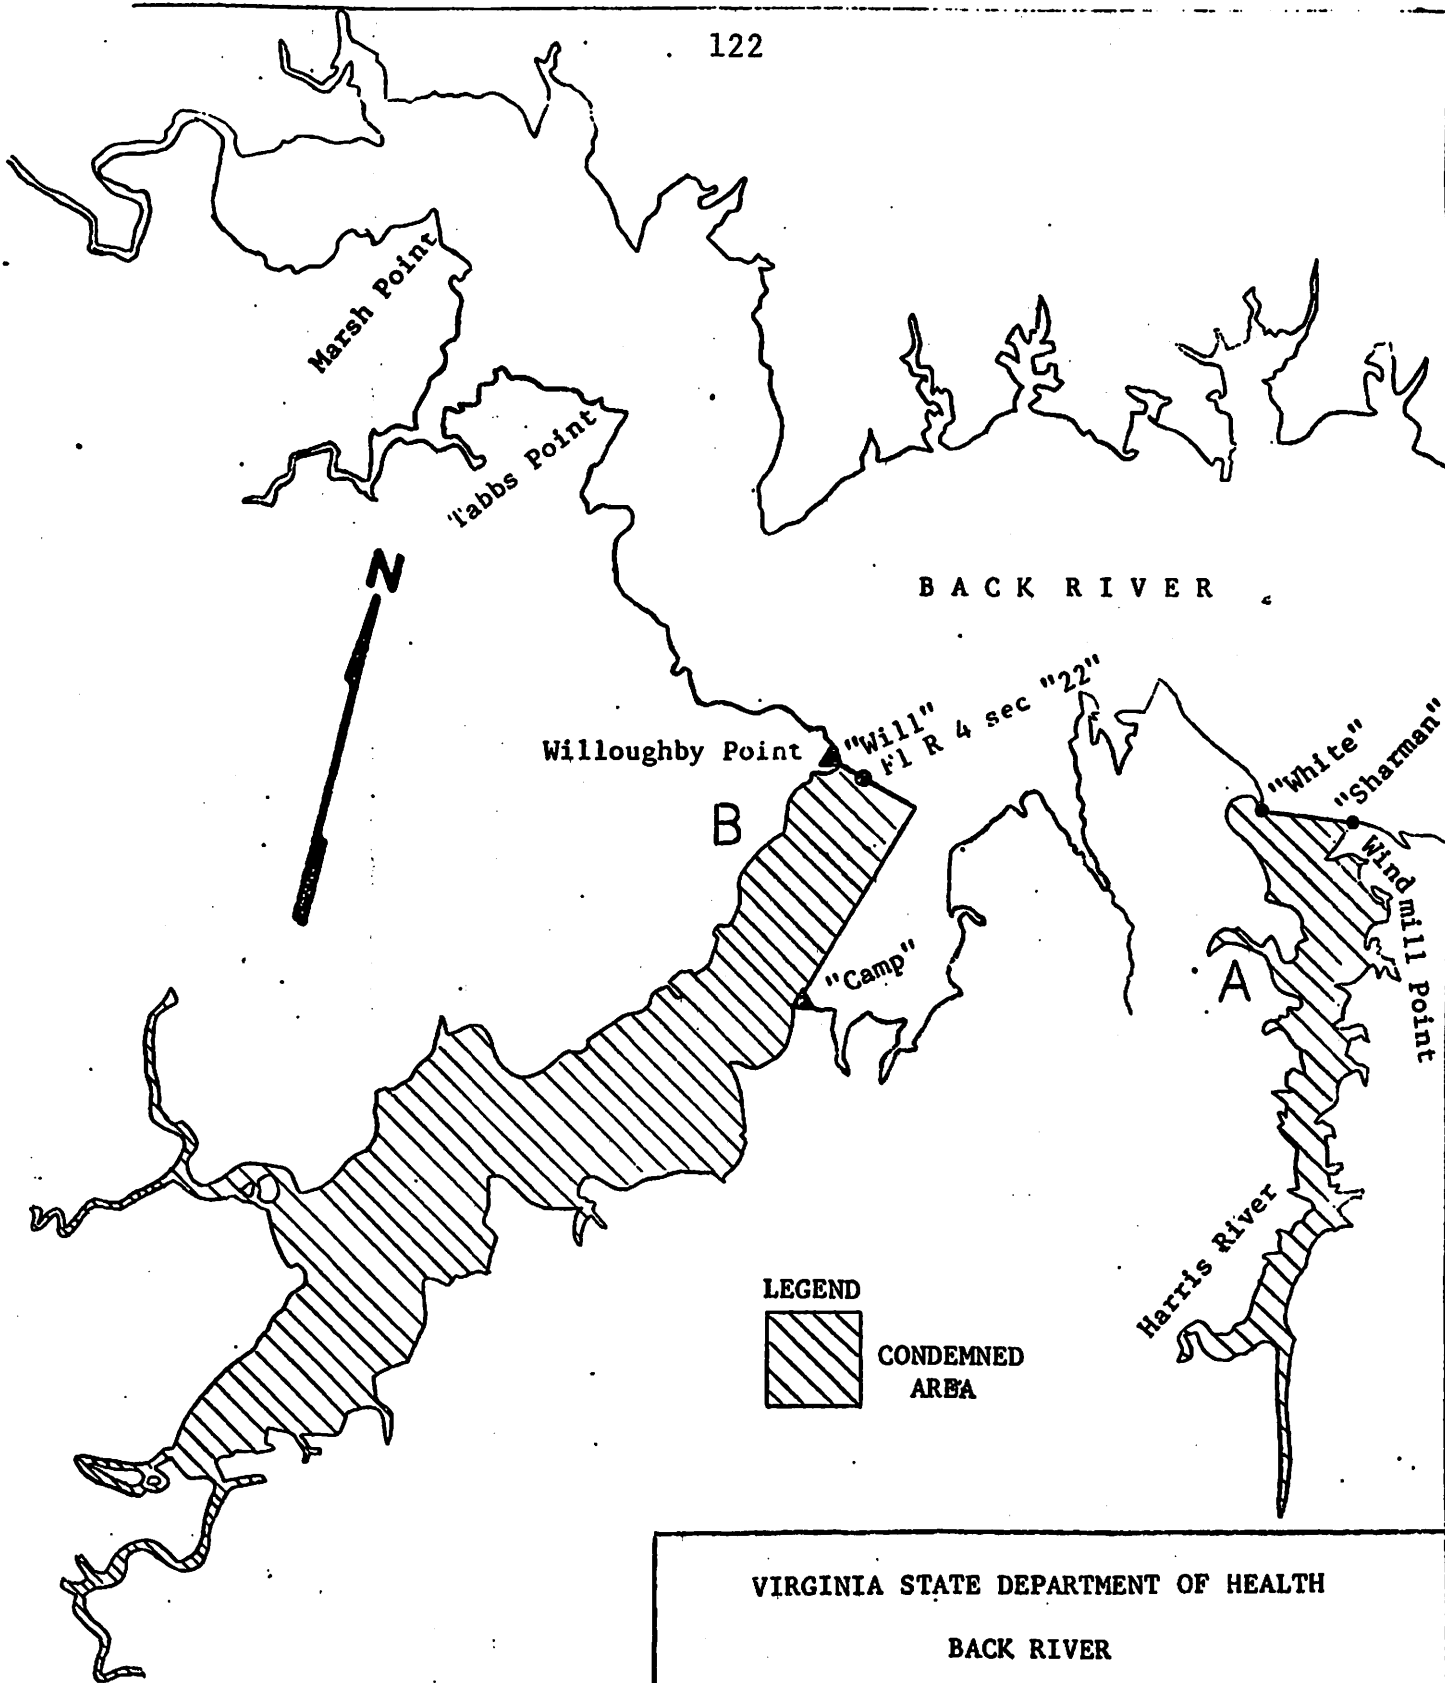 122
Marsh Point
Tabbs Point
N
BACK RIVER
"Will"
Fl R 4 sec "22"
Willoughby Point
"White"
"Sharman"
B
Windmill Point
"Camp"
A
Harris River
LEGEND
CONDEMNED
AREA
VIRGINIA STATE DEPARTMENT OF HEALTH
BACK RIVER